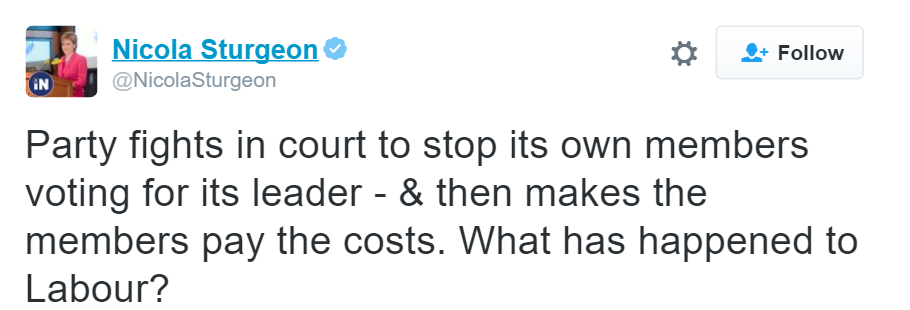 Nicola Sturgeon
@NicolaSturgeon
Follow
iN
Party fights in court to stop its own members
voting for its leader - & then makes the
members pay the costs. What has happened to
Labour?